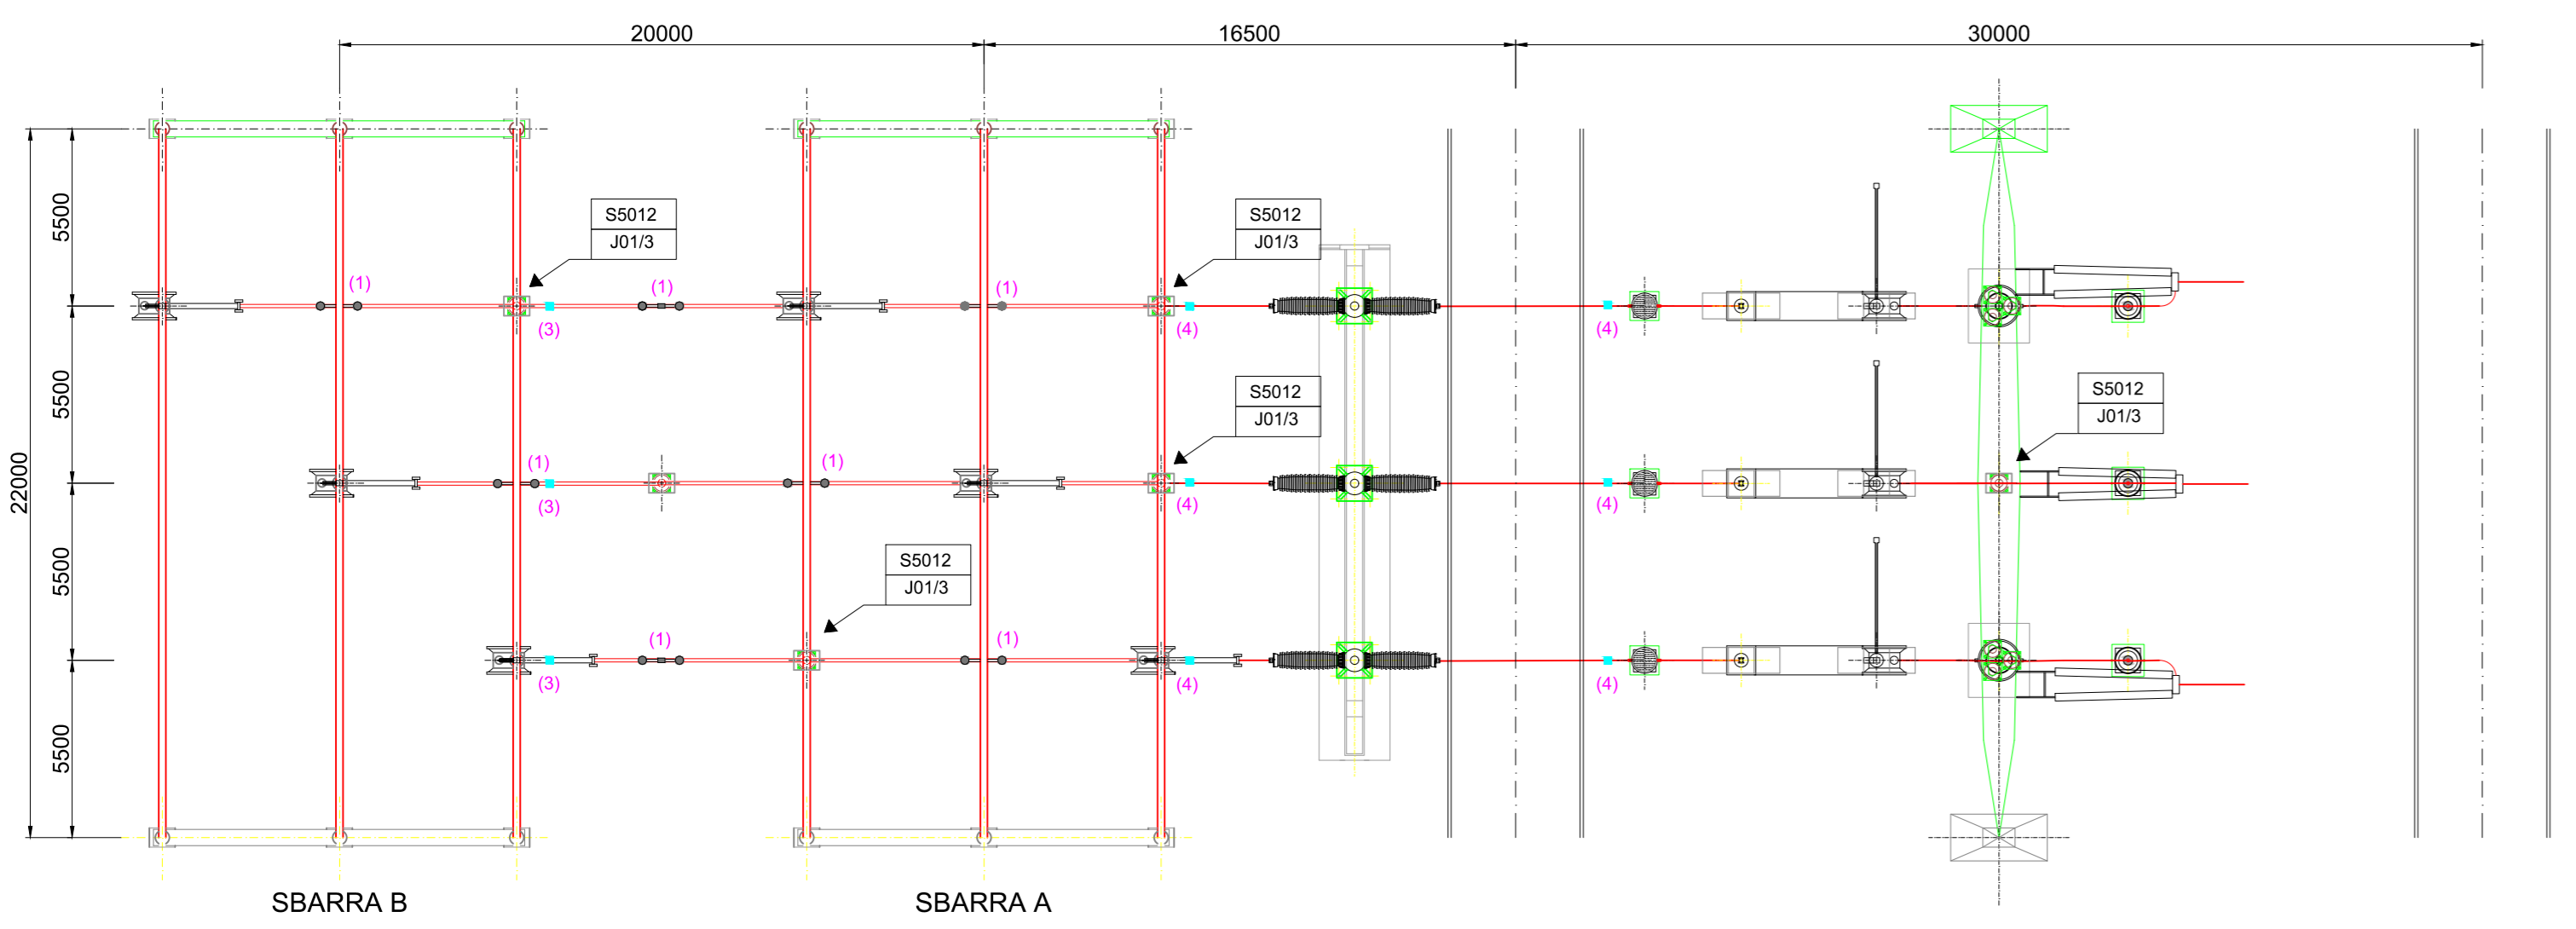 20000
16500
30000
5500
S5012
J01/3
S5012
J01/3
(1)
(1)
(1)
(3)
(4)
(4)
5500
S5012
J01/3
S5012
J01/3
22000
(1)
(1)
(3)
(4)
(4)
5500
S5012
J01/3
(1)
(1)
(3)
(4)
(4)
5500
SBARRA B
SBARRA A